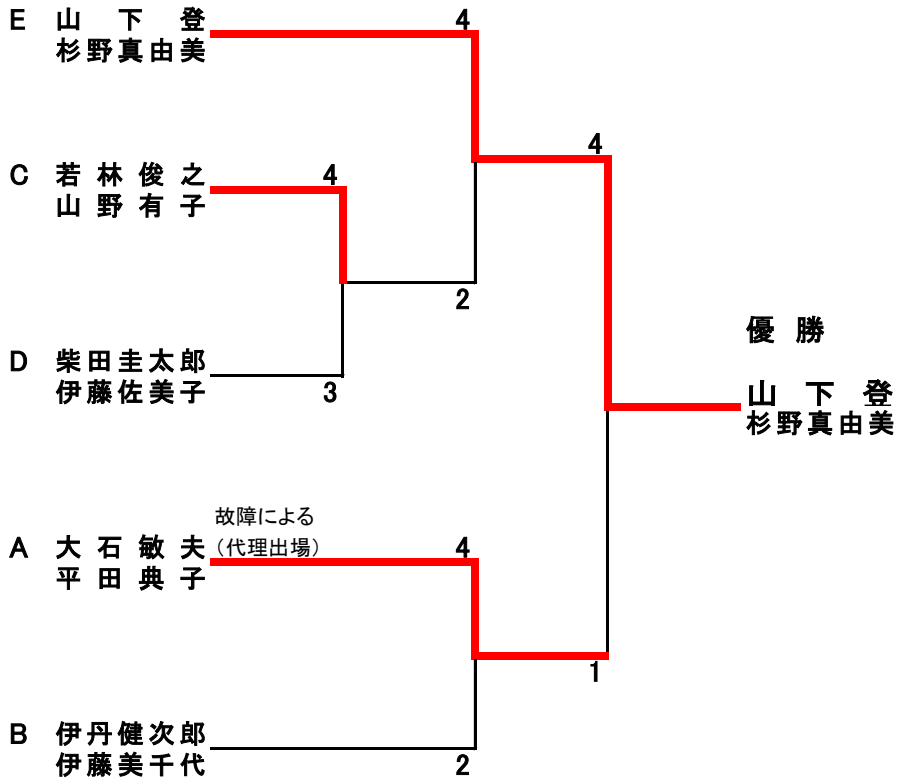 E 山下登 4
杉野真由美
4
C 若林俊之 4
山野有子
2
優勝
D 柴田圭太郎
伊藤佐美子 3
山下登
杉野真由美
故障による
A 大石敏夫 (代理出場) 4
平田典子
1
B 伊丹健次郎
伊藤美千代 2